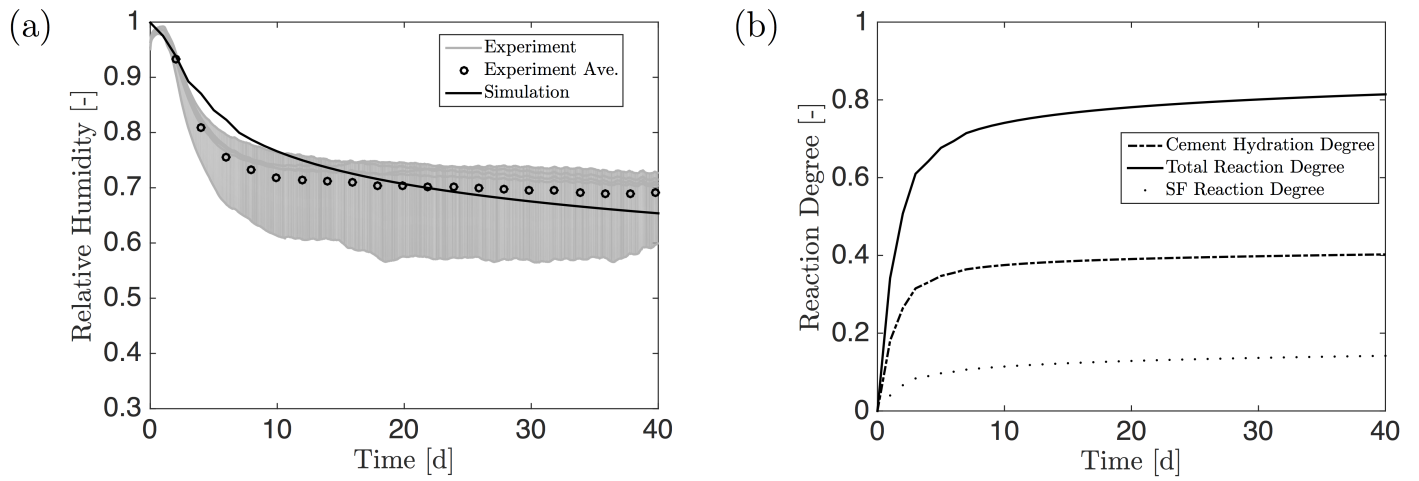 (a)
1
0.9
0.8
0.7
0.6
0.5
0.4
0.3
0 10 20 30 40
Relative Humidity [-]
Time [d]
Experiment
Experiment Ave.
Simulation
(b)
1
0.8
0.6
0.4
0.2
0
0 10 20 30 40
Reaction Degree [-]
Time [d]
Cement Hydration Degree
Total Reaction Degree
SF Reaction Degree